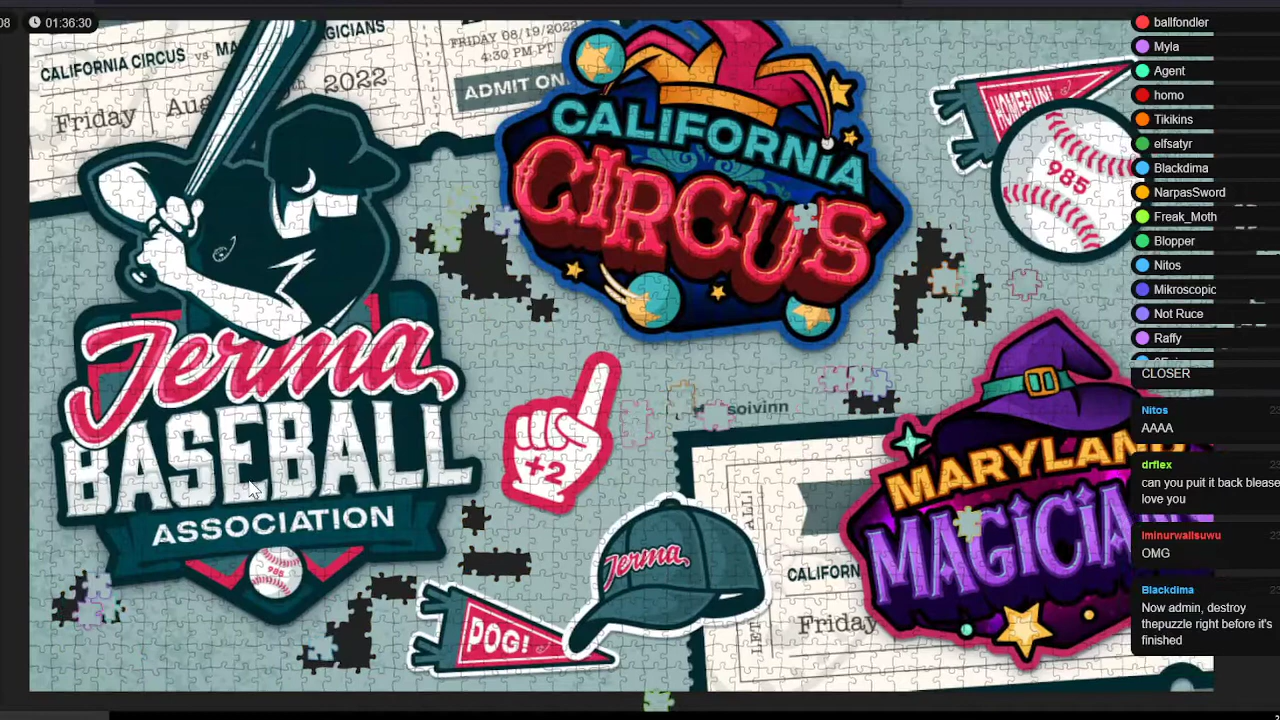 08
01:36:30
CALIFORNIA CIRCUS vs MA GICIANS
Friday Aug th 2022
FRIDAY 08/19/2022
4:30 PM PT
ADMIT ON
CALIFORNIA
CIRCUS
HOMERUN!
985
Jerma
BASEBALL
ASSOCIATION
985
+2
soivinn
Jerma
POG!
MARYLAN
MAGiCiA
CALIFORN
Friday
ballfondler
Myla
Agent
homo
Tikikins
elfsatyr
Blackdima
NarpasSword
Freak_Moth
Blopper
Nitos
Mikroscopic
Not Ruce
Raffy
CLOSER
Nitos
AAAA
drflex
can you puit it back blease
love you
Iminurwallsuwu
OMG
Blackdima
Now admin, destroy
thepuzzle right before it's
finished